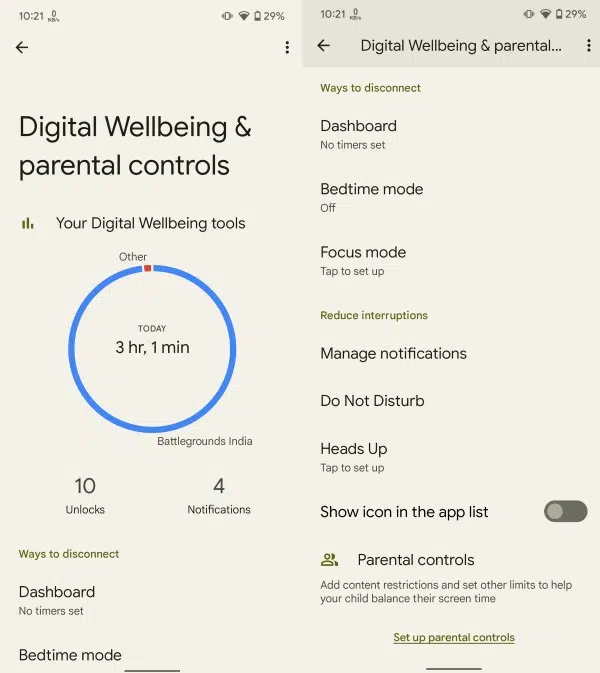 10:21 0 KB/s 29%
Digital Wellbeing &
parental controls
Your Digital Wellbeing tools
Other
TODAY
3 hr, 1 min
Battlegrounds India
10 4
Unlocks Notifications
Ways to disconnect
Dashboard
No timers set
Bedtime mode
10:21 0 KB/s 29%
Digital Wellbeing & parental...
Ways to disconnect
Dashboard
No timers set
Bedtime mode
Off
Focus mode
Tap to set up
Reduce interruptions
Manage notifications
Do Not Disturb
Heads Up
Tap to set up
Show icon in the app list
Parental controls
Add content restrictions and set other limits to help
your child balance their screen time
Set up parental controls